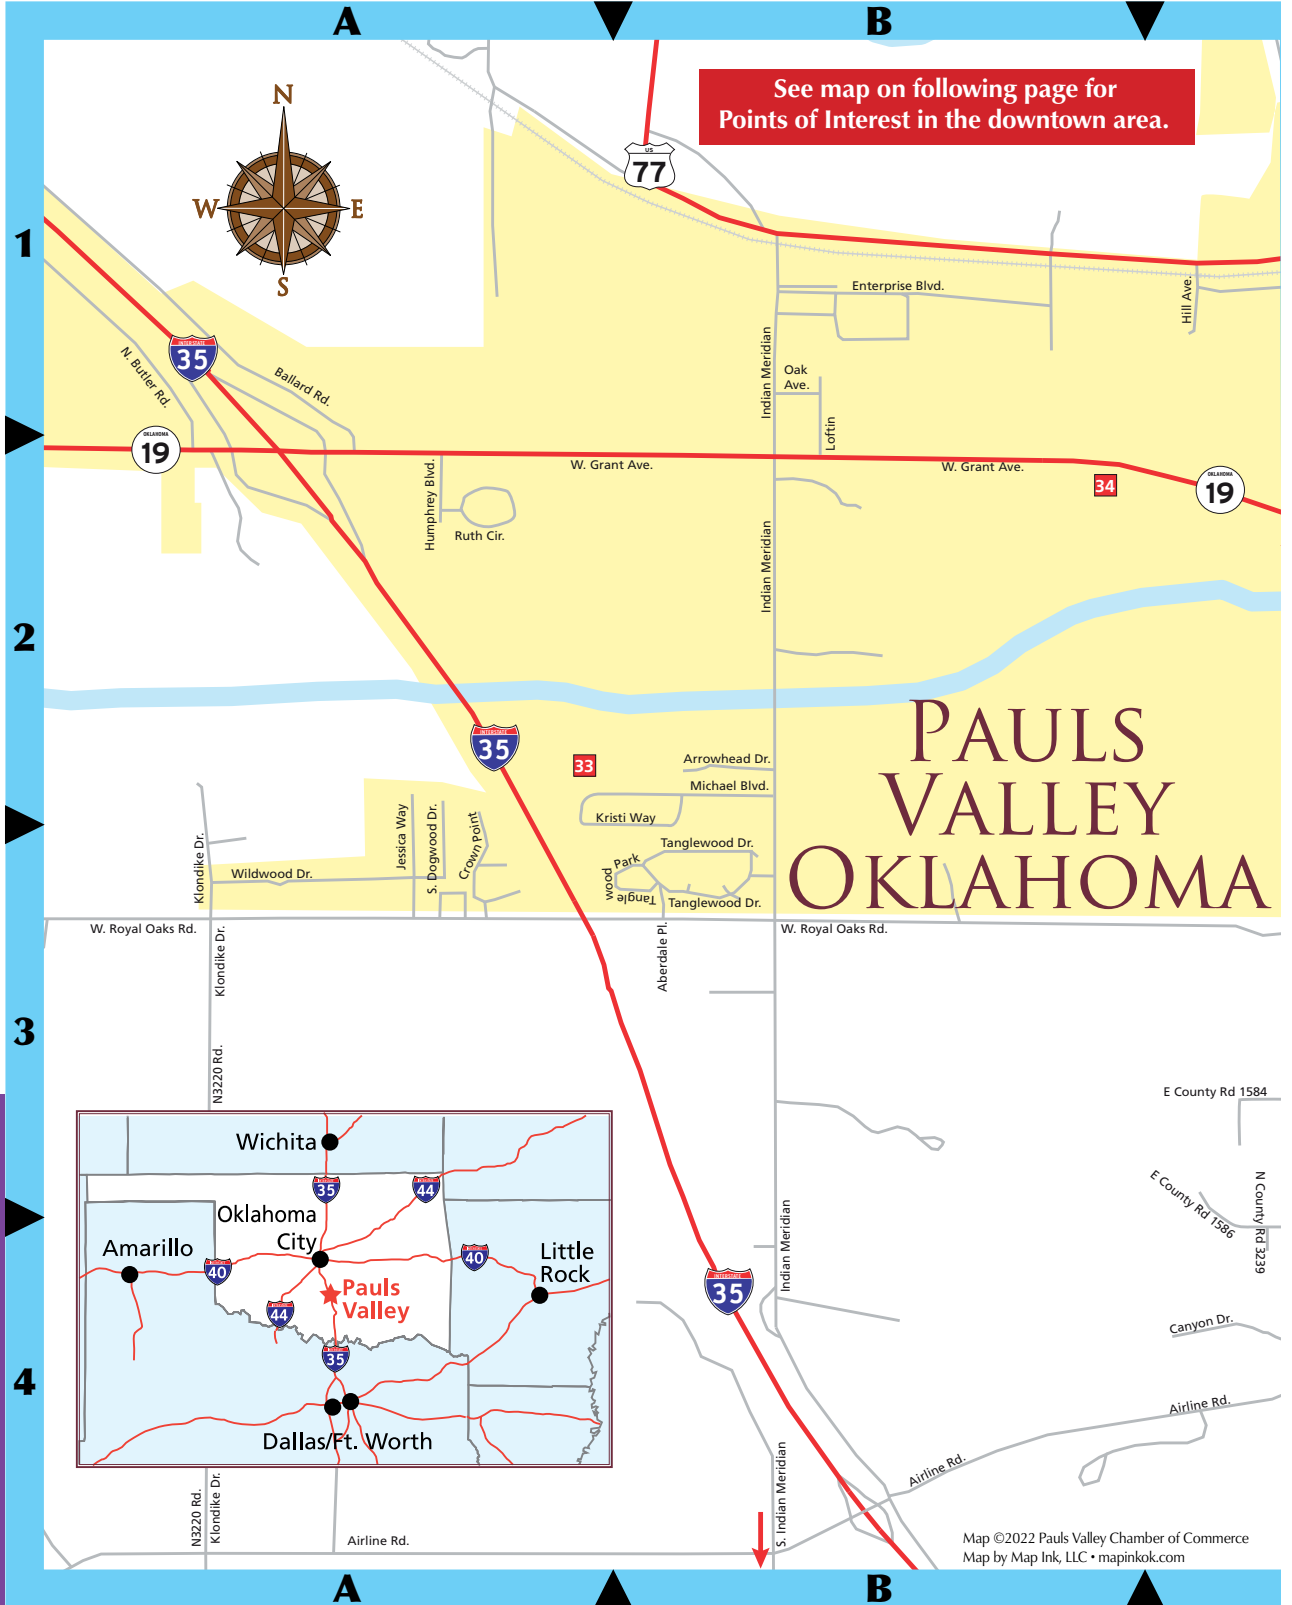 A
B
See map on following page for
Points of Interest in the downtown area.
N
W
E
S
US
77
1
Enterprise Blvd.
Hill Ave.
INTERSTATE
35
N. Butler Rd.
Ballard Rd.
Indian Meridian
Oak
Ave.
Loftin
OKLAHOMA
19
W. Grant Ave.
W. Grant Ave.
34
OKLAHOMA
19
Humphrey Blvd.
Ruth Cir.
Indian Meridian
2
PAULS
VALLEY
OKLAHOMA
INTERSTATE
35
33
Arrowhead Dr.
Michael Blvd.
Kristi Way
Jessica Way
S. Dogwood Dr.
Crown Point
Klondike Dr.
Wildwood Dr.
Tanglewood Dr.
Tangle
wood
Park
Tanglewood Dr.
W. Royal Oaks Rd.
W. Royal Oaks Rd.
Klondike Dr.
Aberdale Pl.
3
N3220 Rd.
E County Rd 1584
E County Rd 1586
N County Rd 3239
Wichita
35
44
Oklahoma
City
Amarillo
40
40
Little
Rock
Pauls
Valley
44
35
Dallas/Ft. Worth
Indian Meridian
INTERSTATE
35
Canyon Dr.
4
Airline Rd.
Airline Rd.
N3220 Rd.
Klondike Dr.
Airline Rd.
S. Indian Meridian
Map ©2022 Pauls Valley Chamber of Commerce
Map by Map Ink, LLC • mapinkok.com
A
B